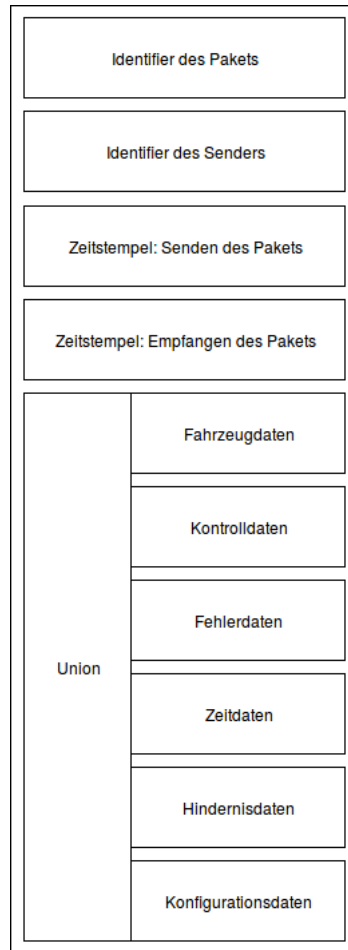 Identifier des Pakets
Identifier des Senders
Zeitstempel: Senden des Pakets
Zeitstempel: Empfangen des Pakets
Union
Fahrzeugdaten
Kontrolldaten
Fehlerdaten
Zeitdaten
Hindernisdaten
Konfigurationsdaten